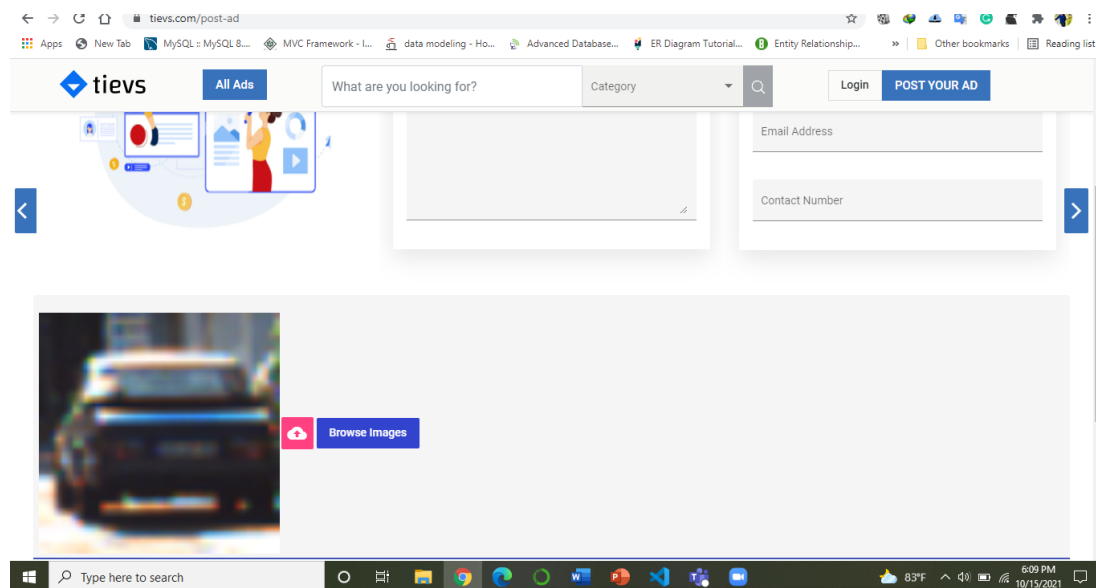 tievs.com/post-ad
Apps New Tab MySQL :: MySQL 8.... MVC Framework - I... data modeling - Ho... Advanced Database... ER Diagram Tutorial... Entity Relationship... » Other bookmarks Reading list
tievs All Ads What are you looking for? Category Login POST YOUR AD
Email Address
Contact Number
Browse Images
Type here to search 83°F 6:09 PM
10/15/2021